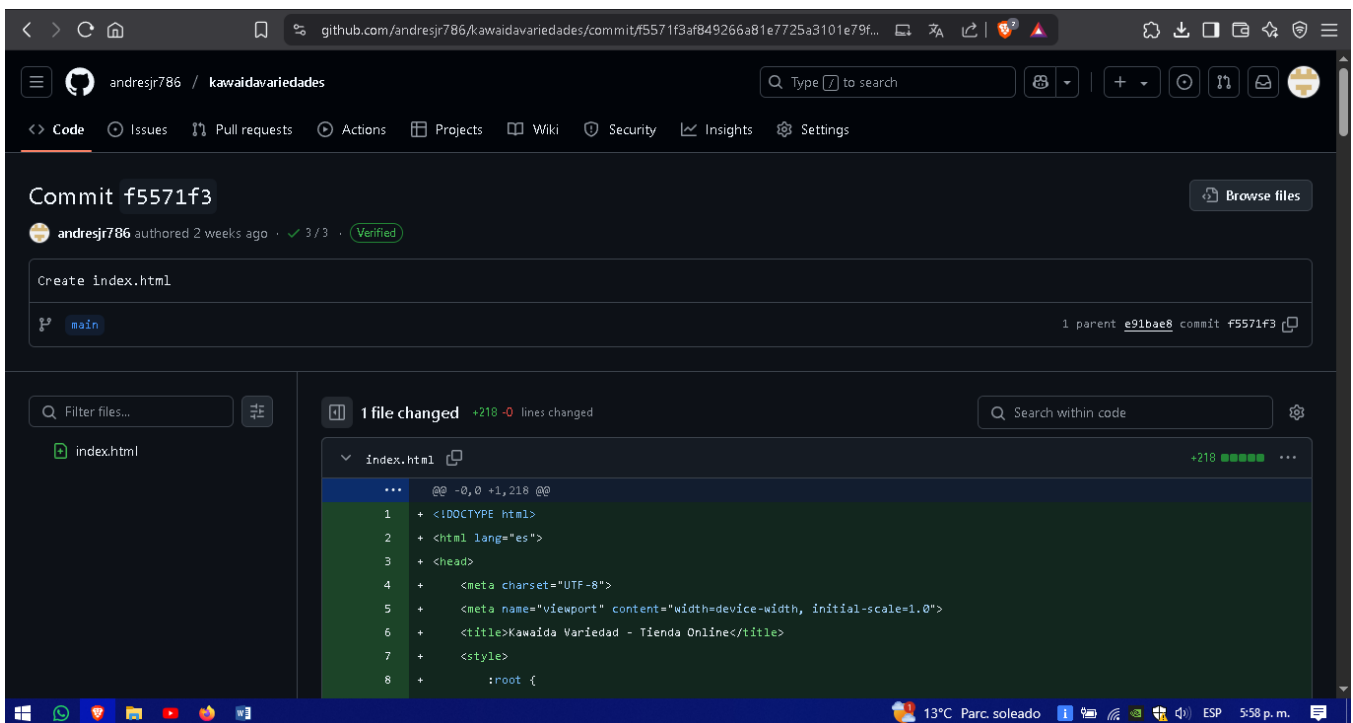 github.com/andresjr786/kawaidavariedades/commit/f5571f3af849266a81e7725a3101e79f...
andresjr786 / kawaidavariedades
Type / to search
Code Issues Pull requests Actions Projects Wiki Security Insights Settings
Commit f5571f3
Browse files
andresjr786 authored 2 weeks ago · 3 / 3 · Verified
Create index.html
main
1 parent e91bae8 commit f5571f3
Filter files...
index.html
1 file changed +218 -0 lines changed
Search within code
index.html
+218
@@ -0,0 +1,218 @@
1 + <!DOCTYPE html>
2 + <html lang="es">
3 + <head>
4 + <meta charset="UTF-8">
5 + <meta name="viewport" content="width=device-width, initial-scale=1.0">
6 + <title>Kawaida Variedad - Tienda Online</title>
7 + <style>
8 + :root {
13°C Parc. soleado
ESP
5:58 p. m.